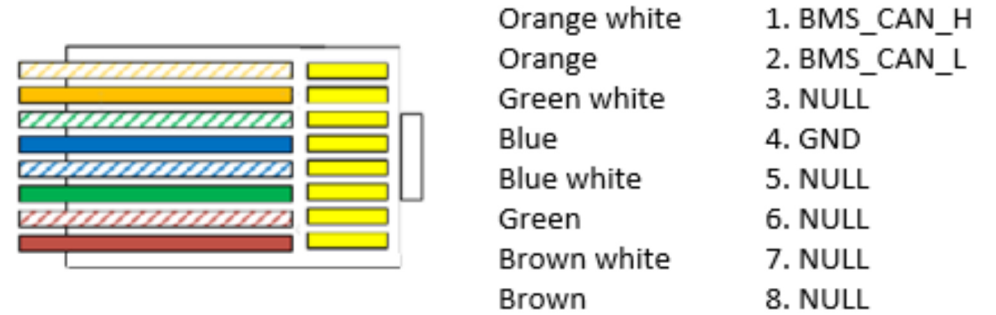 Orange white 1. BMS_CAN_H
Orange 2. BMS_CAN_L
Green white 3. NULL
Blue 4. GND
Blue white 5. NULL
Green 6. NULL
Brown white 7. NULL
Brown 8. NULL